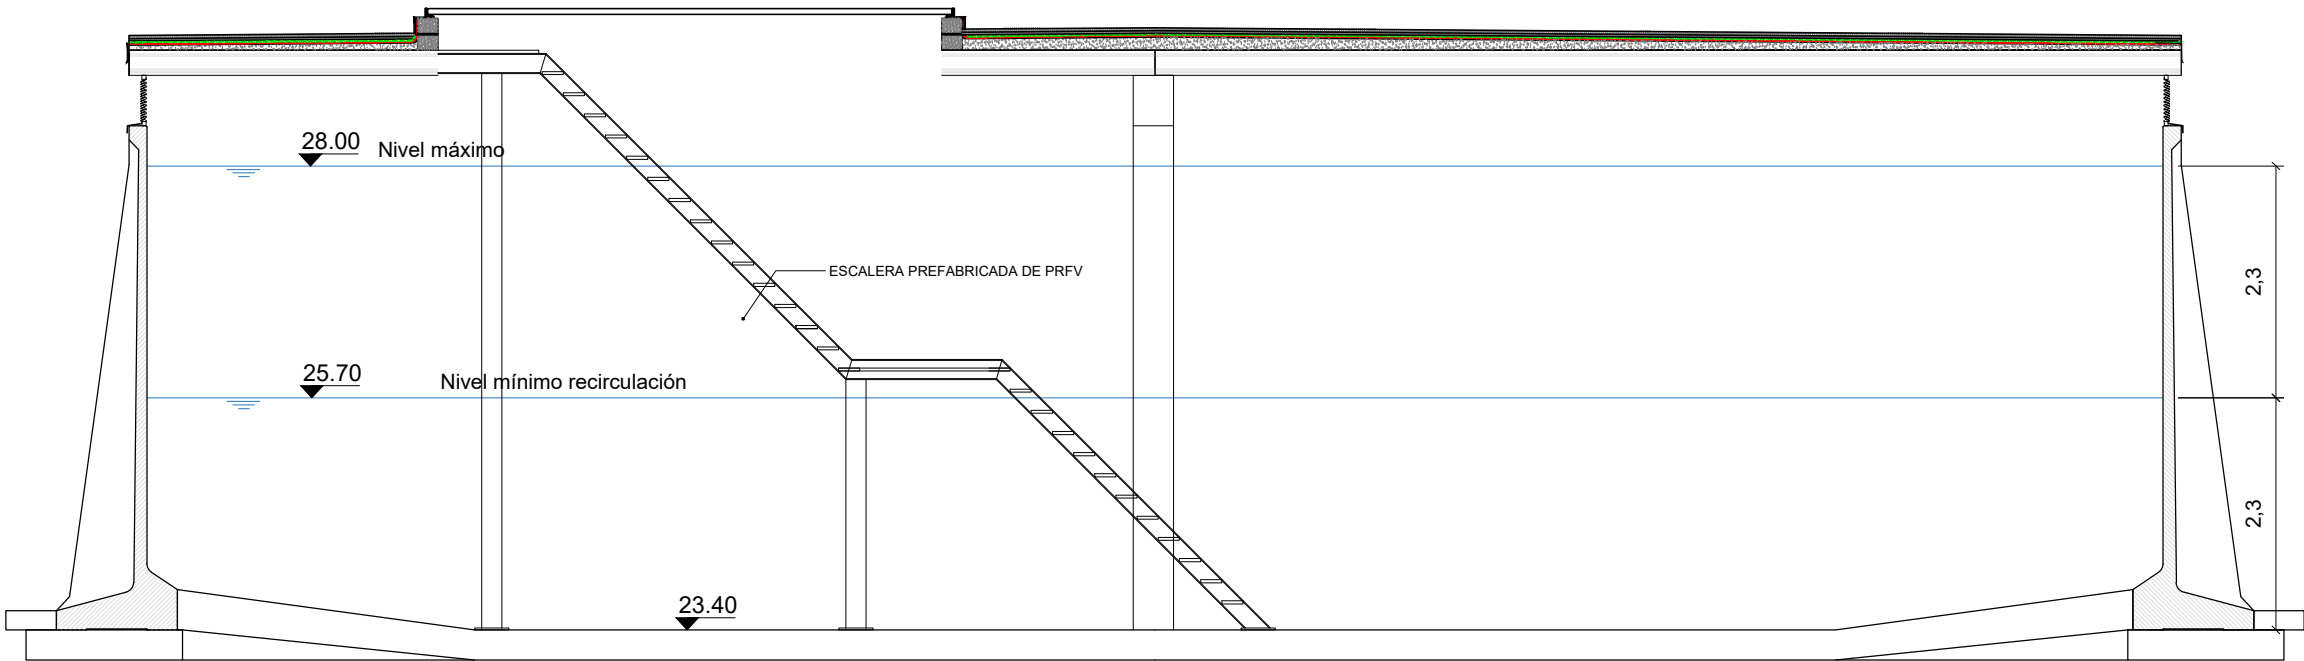 28.00
Nivel máximo
ESCALERA PREFABRICADA DE PRFV
2,3
25.70
Nivel mínimo recirculación
2,3
23.40